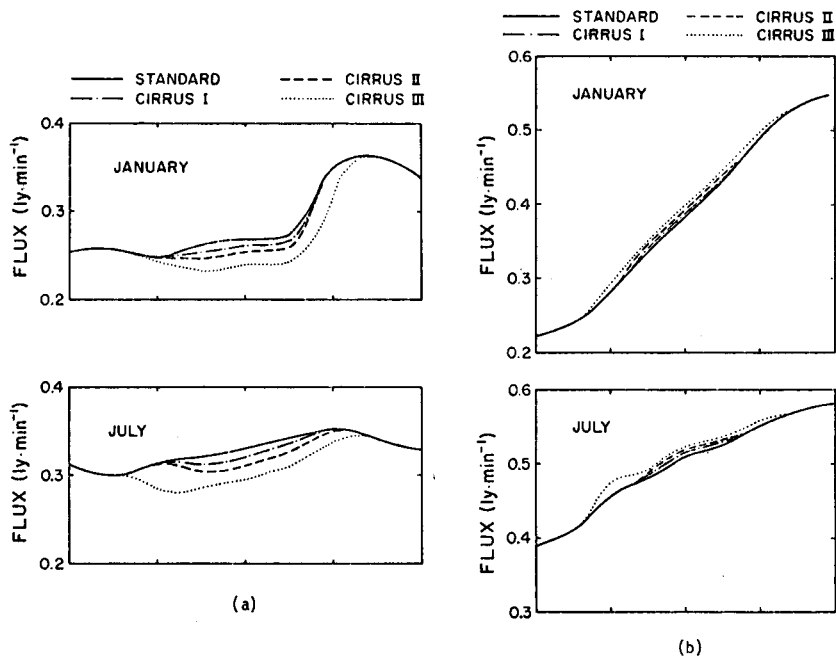 STANDARD
CIRRUS I
CIRRUS II
CIRRUS III
0.4
0.3
0.2
FLUX (ly·min⁻¹)
JANUARY
0.4
0.3
0.2
FLUX (ly·min⁻¹)
JULY
(a)
STANDARD
CIRRUS I
CIRRUS II
CIRRUS III
0.6
0.5
0.4
0.3
0.2
FLUX (ly·min⁻¹)
JANUARY
0.6
0.5
0.4
0.3
FLUX (ly·min⁻¹)
JULY
(b)